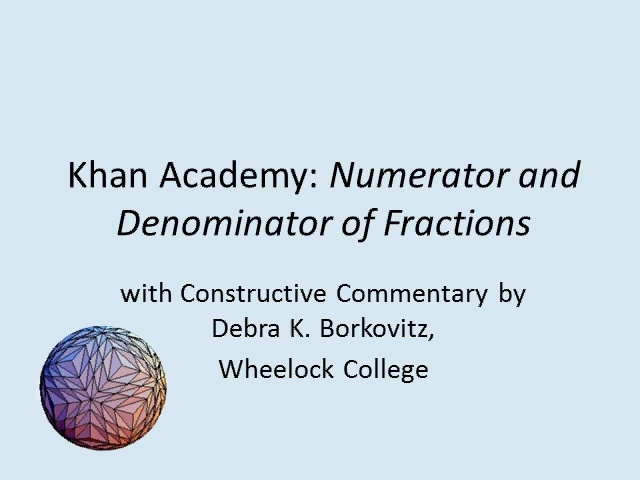 Khan Academy: Numerator and
Denominator of Fractions
with Constructive Commentary by
Debra K. Borkovitz,
Wheelock College